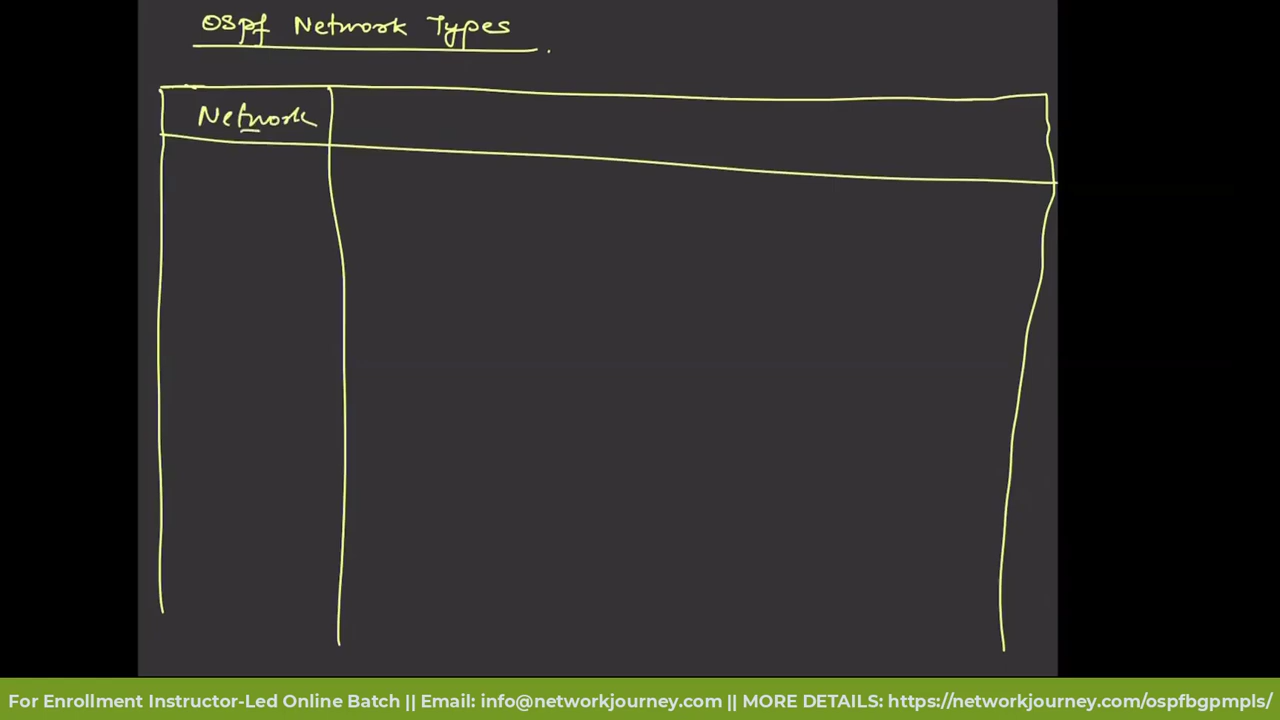 OSpf Network Types
Network
For Enrollment Instructor-Led Online Batch || Email: info@networkjourney.com || MORE DETAILS: https://networkjourney.com/ospfbgpmpls/